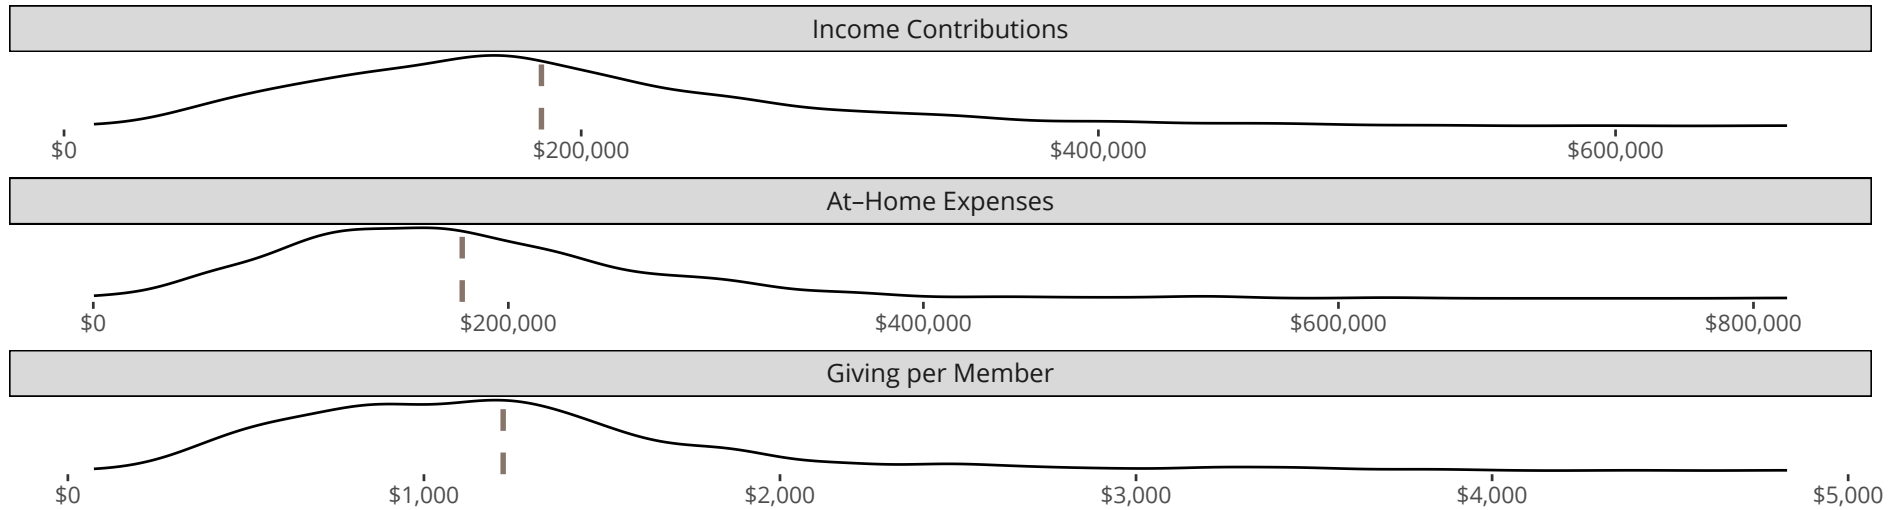 Income Contributions
$0 $200,000 $400,000 $600,000
At–Home Expenses
$0 $200,000 $400,000 $600,000 $800,000
Giving per Member
$0 $1,000 $2,000 $3,000 $4,000 $5,000